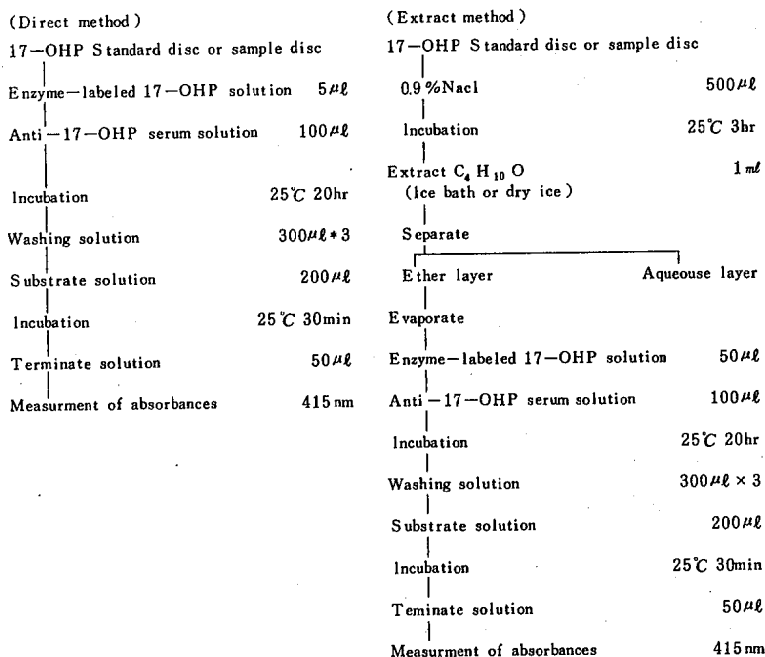 (Direct method)
17-OHP Standard disc or sample disc
Enzyme-labeled 17-OHP solution 5μℓ
Anti-17-OHP serum solution 100μℓ
Incubation 25℃ 20hr
Washing solution 300μℓ*3
Substrate solution 200μℓ
Incubation 25℃ 30min
Terminate solution 50μℓ
Measurment of absorbances 415nm
(Extract method)
17-OHP Standard disc or sample disc
0.9%Nacl 500μℓ
Incubation 25℃ 3hr
Extract C₄H₁₀O 1mℓ
(Ice bath or dry ice)
Separate
Ether layer Aqueouse layer
Evaporate
Enzyme-labeled 17-OHP solution 50μℓ
Anti-17-OHP serum solution 100μℓ
Incubation 25℃ 20hr
Washing solution 300μℓ × 3
Substrate solution 200μℓ
Incubation 25℃ 30min
Teminate solution 50μℓ
Measurment of absorbances 415nm